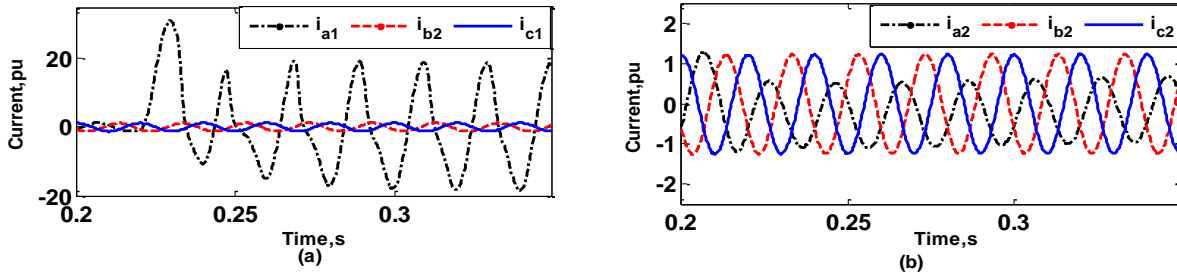 Current,pu
20
0
-20
i_a1 i_b2 i_c1
0.2 0.25 0.3
Time,s
(a)
Current,pu
2
1
0
-1
-2
i_a2 i_b2 i_c2
0.2 0.25 0.3
Time,s
(b)